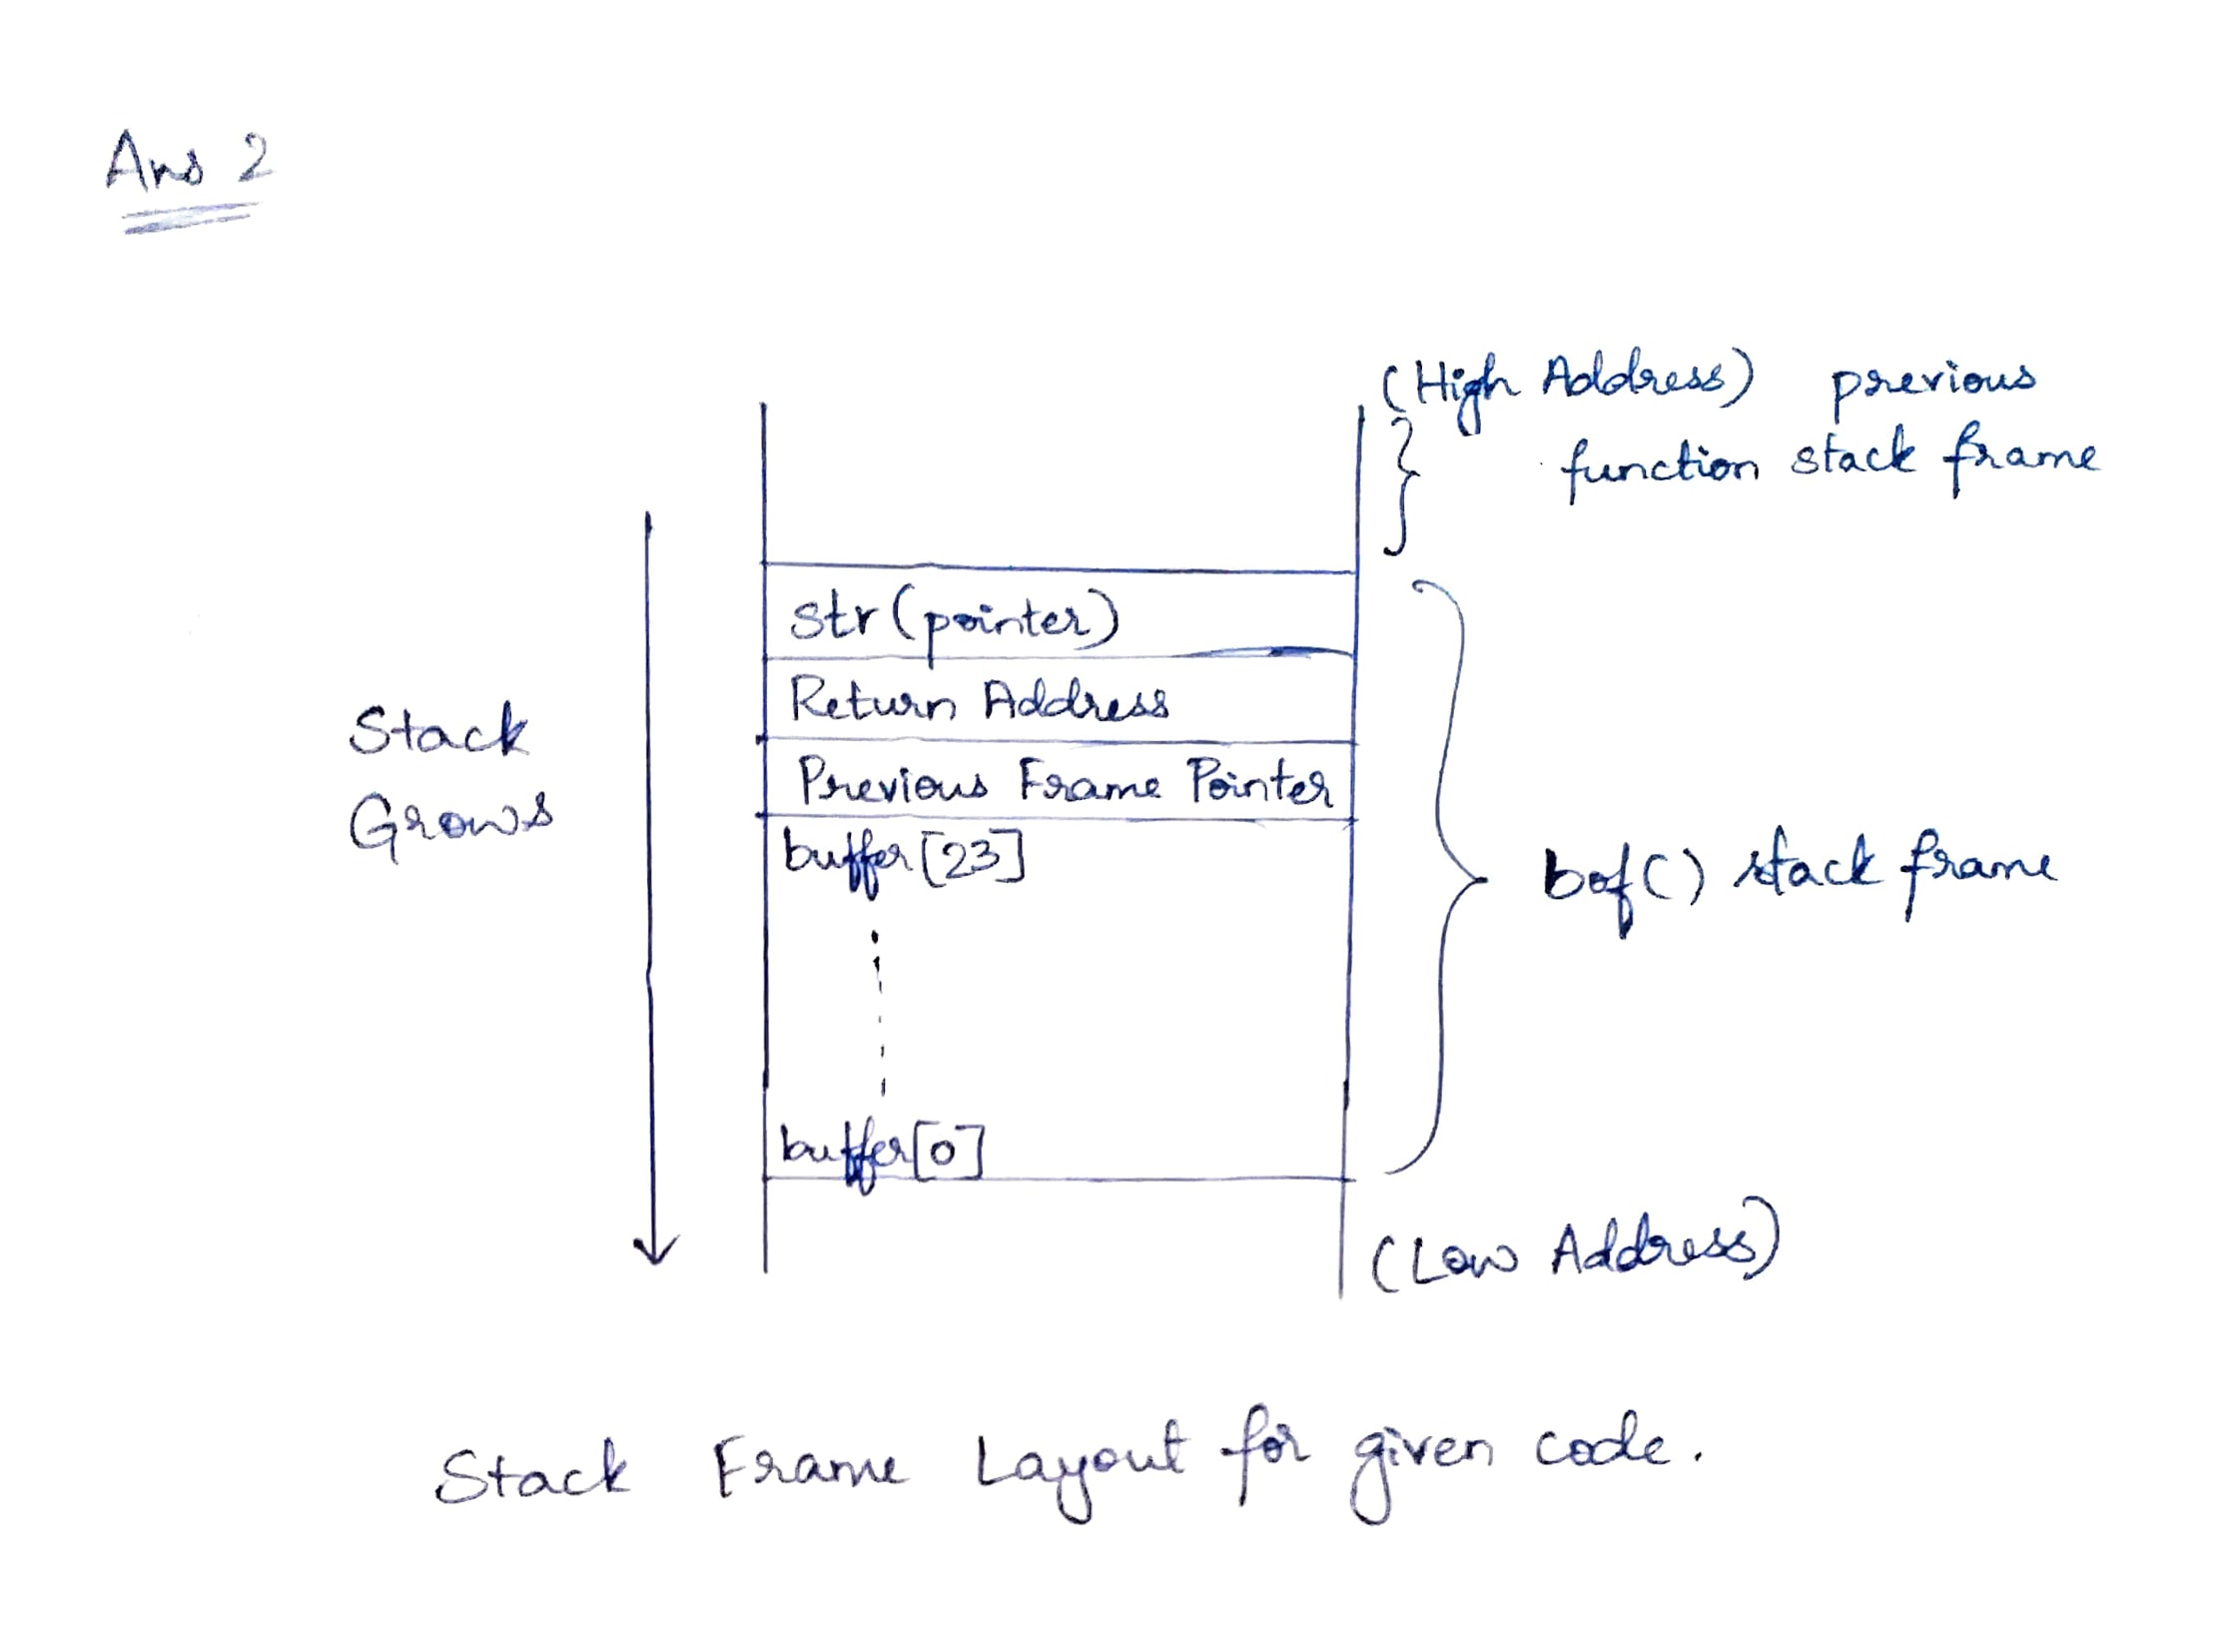 Ans 2
(High Address) previous
function stack frame
str (pointer)
Return Address
Previous Frame Pointer
Stack
Grows
buffer[23]
bof() stack frame
buffer[0]
(Low Address)
Stack Frame Layout for given code.